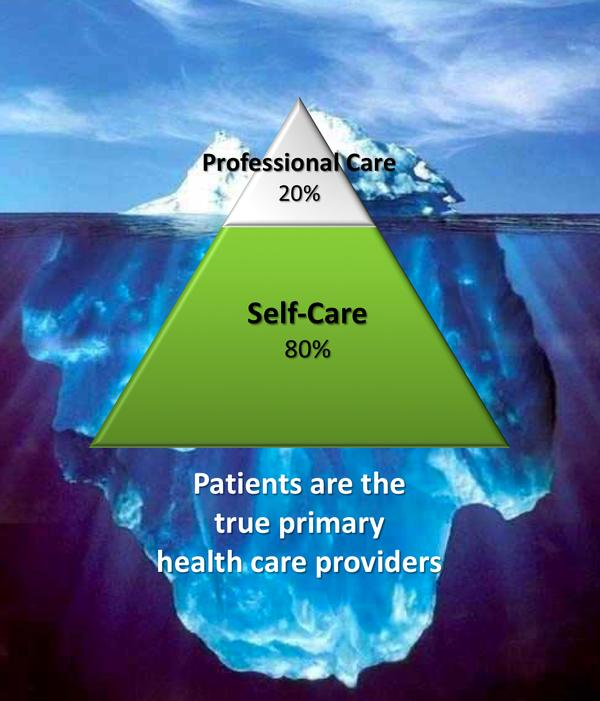 Professional Care
20%
Self-Care
80%
Patients are the
true primary
health care providers